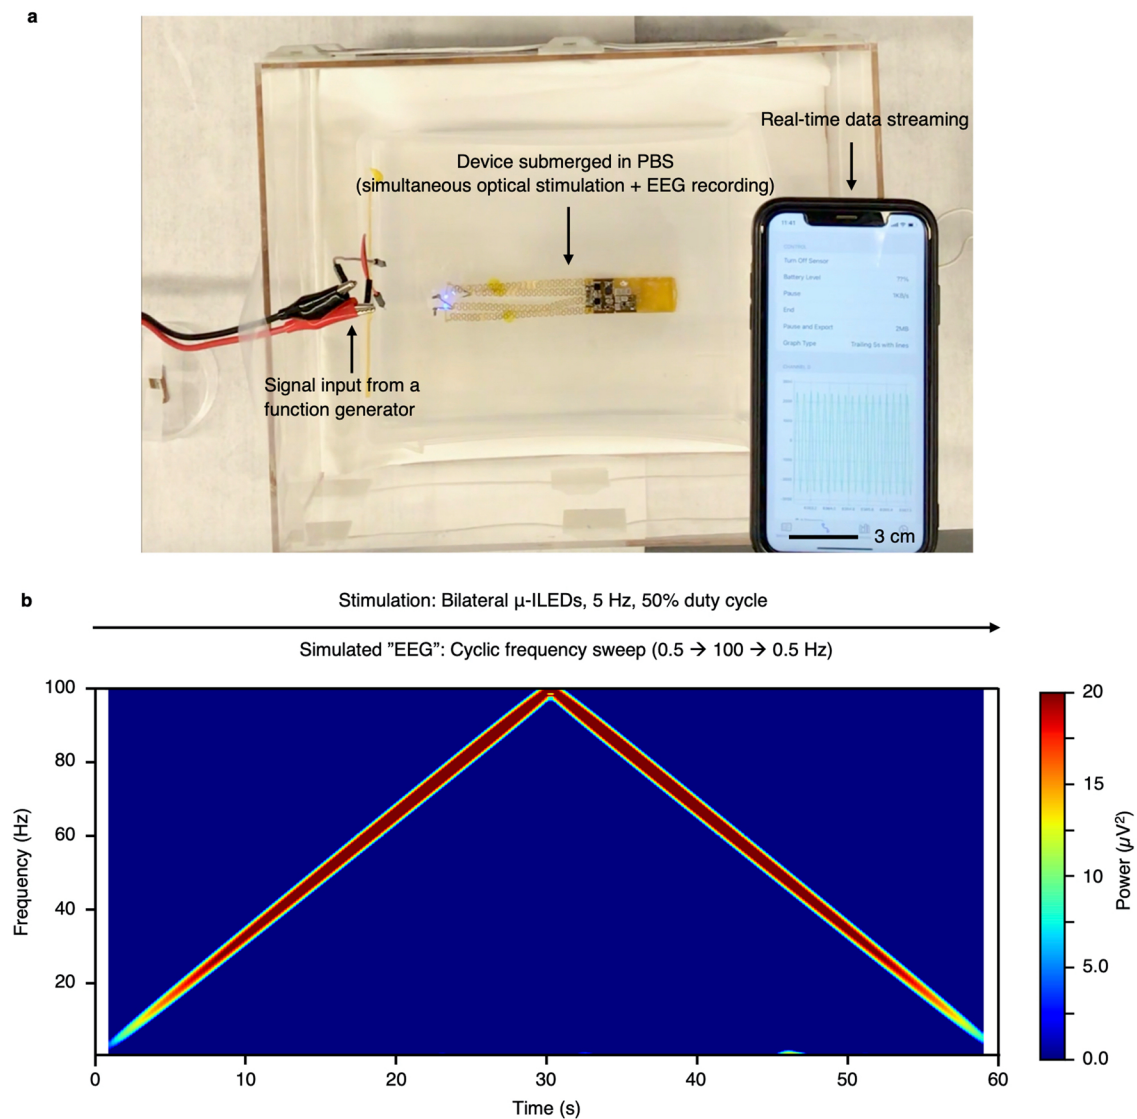 a
Real-time data streaming
Device submerged in PBS
(simultaneous optical stimulation + EEG recording)
Signal input from a
function generator
11:41
Turn Off Sensor
Battery Level
Pause
End
Pause and Export 2MB
Graph Type Trailing 5s with lines
3 cm
b
Stimulation: Bilateral μ-ILEDs, 5 Hz, 50% duty cycle
Simulated ”EEG”: Cyclic frequency sweep (0.5 → 100 → 0.5 Hz)
100
80
60
40
20
Frequency (Hz)
0 10 20 30 40 50 60
Time (s)
20
15
10
5.0
0.0
Power (μV²)